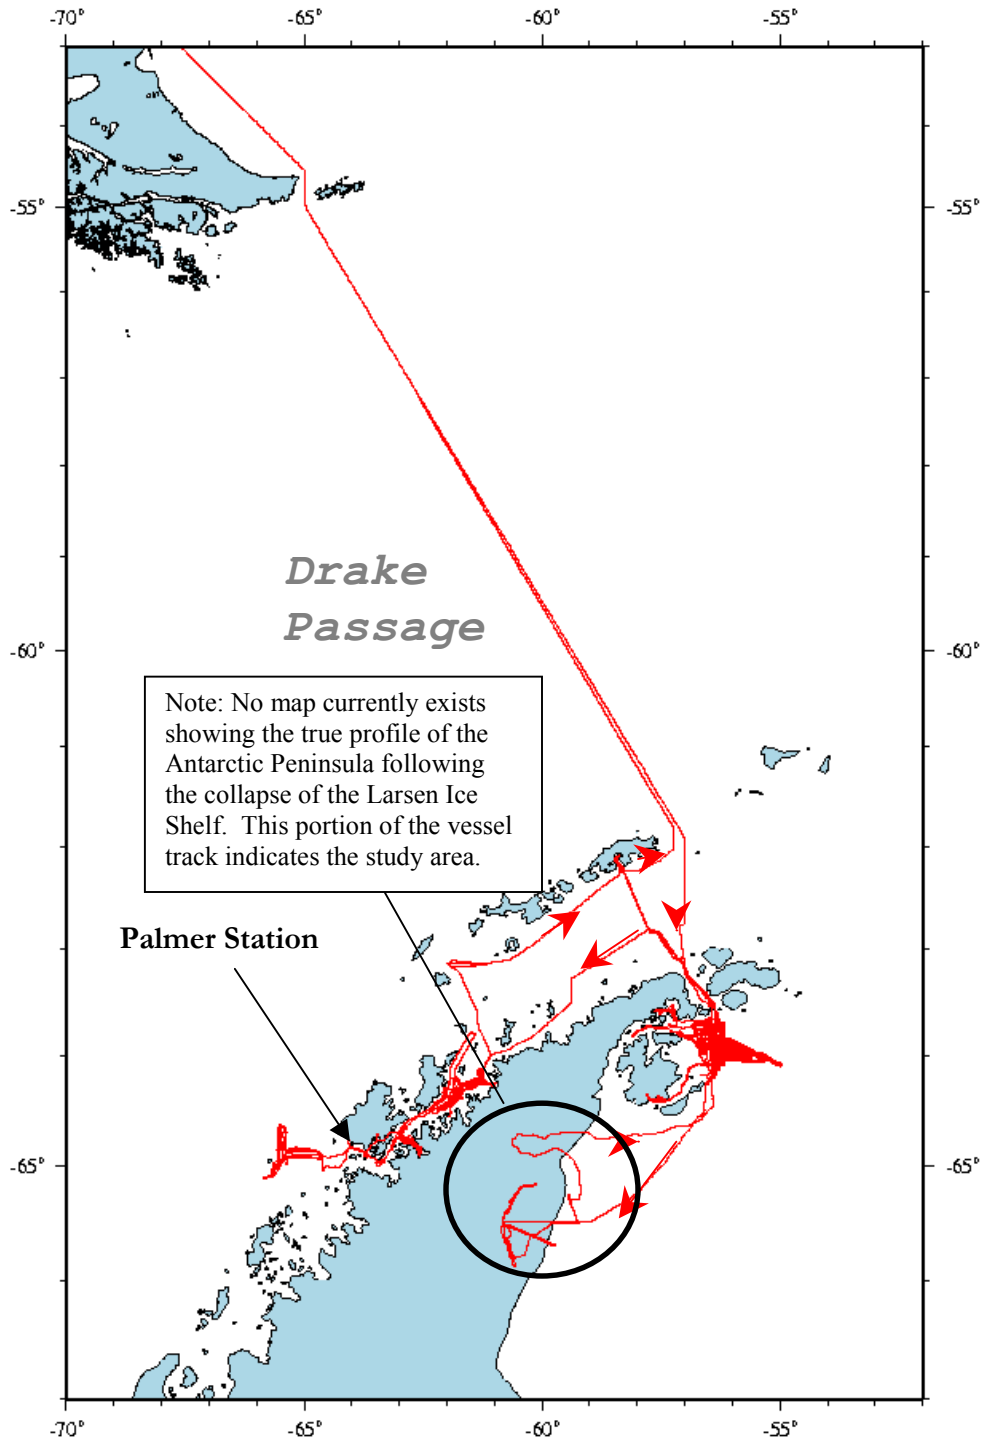 -70°
-65°
-60°
-55°
-55°
-55°
Drake
Passage
-60°
-60°
Note: No map currently exists
showing the true profile of the
Antarctic Peninsula following
the collapse of the Larsen Ice
Shelf. This portion of the vessel
track indicates the study area.
Palmer Station
-65°
-65°
-70°
-65°
-60°
-55°